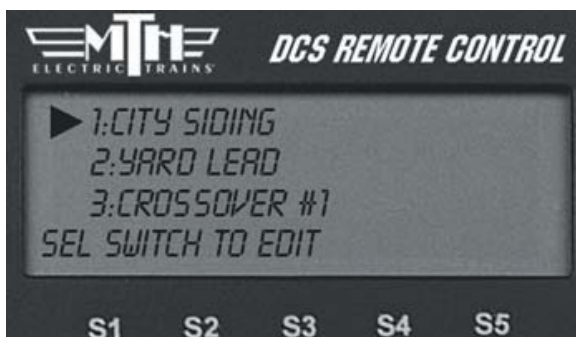 MTH
ELECTRIC TRAINS
DCS REMOTE CONTROL
1:CITY SIDING
2:YARD LEAD
3:CROSSOVER #1
SEL SWITCH TO EDIT
S1 S2 S3 S4 S5